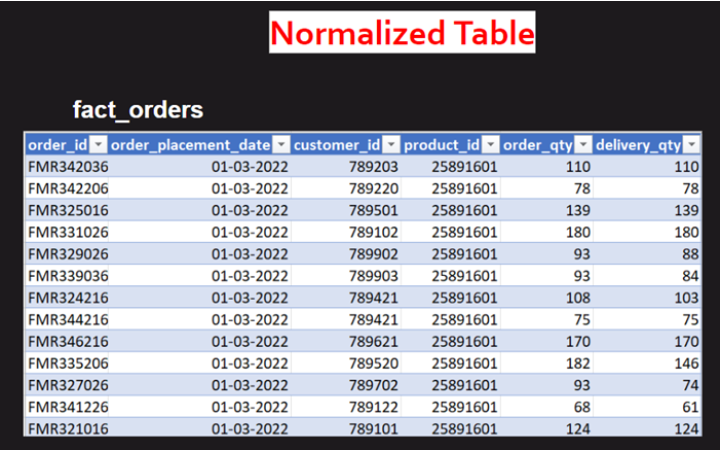 Normalized Table
fact_orders
order_id order_placement_date customer_id product_id order_qty delivery_qty
FMR342036 01-03-2022 789203 25891601 110 110
FMR342206 01-03-2022 789220 25891601 78 78
FMR325016 01-03-2022 789501 25891601 139 139
FMR331026 01-03-2022 789102 25891601 180 180
FMR329026 01-03-2022 789902 25891601 93 88
FMR339036 01-03-2022 789903 25891601 93 84
FMR324216 01-03-2022 789421 25891601 108 103
FMR344216 01-03-2022 789421 25891601 75 75
FMR346216 01-03-2022 789621 25891601 170 170
FMR335206 01-03-2022 789520 25891601 182 146
FMR327026 01-03-2022 789702 25891601 93 74
FMR341226 01-03-2022 789122 25891601 68 61
FMR321016 01-03-2022 789101 25891601 124 124